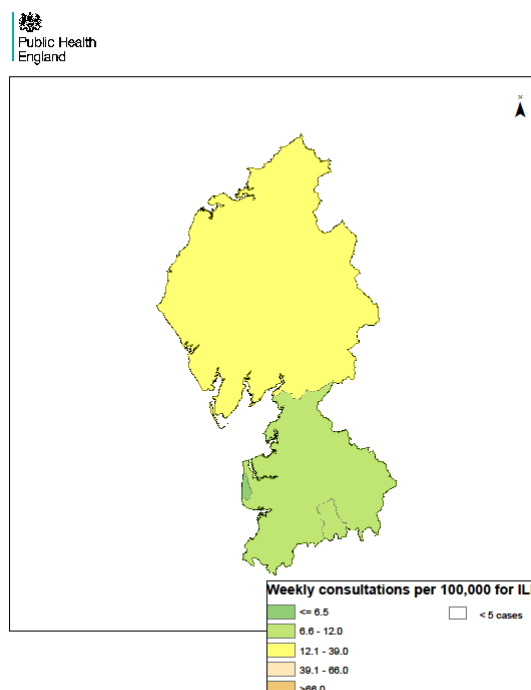 Public Health
England
N
Weekly consultations per 100,000 for IL
<= 6.5
6.6 - 12.0
12.1 - 39.0
39.1 - 66.0
>66.0
< 5 cases